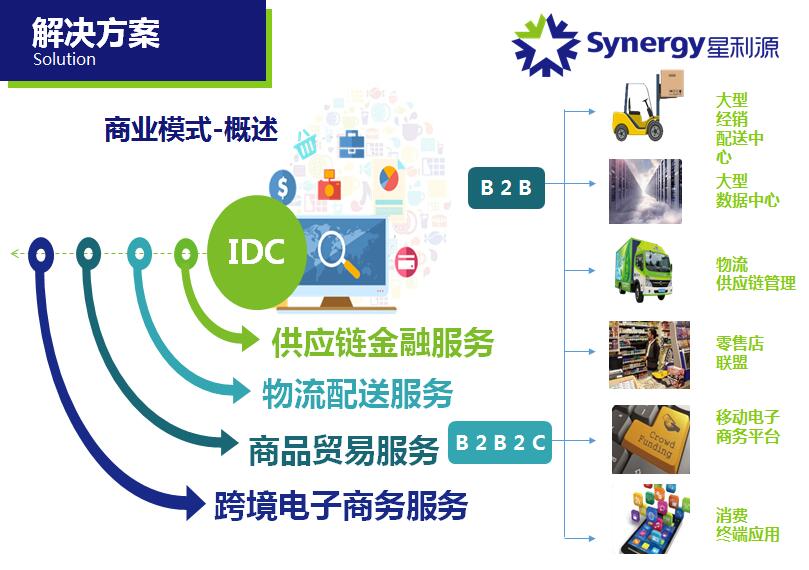 解决方案
Solution
Synergy星利源
商业模式-概述
IDC
$
供应链金融服务
物流配送服务
商品贸易服务
跨境电子商务服务
B2B
B2B2C
大型
经销
配送中
心
大型
数据中心
物流
供应链管理
零售店
联盟
Crowd
Funding
移动电子
商务平台
消费
终端应用